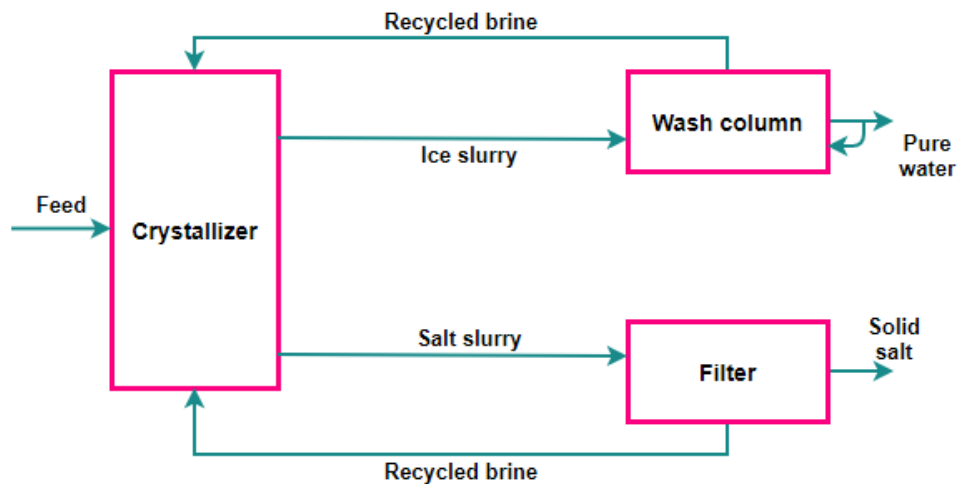 Recycled brine
Wash column
Pure
water
Ice slurry
Feed
Crystallizer
Salt slurry
Solid
salt
Filter
Recycled brine